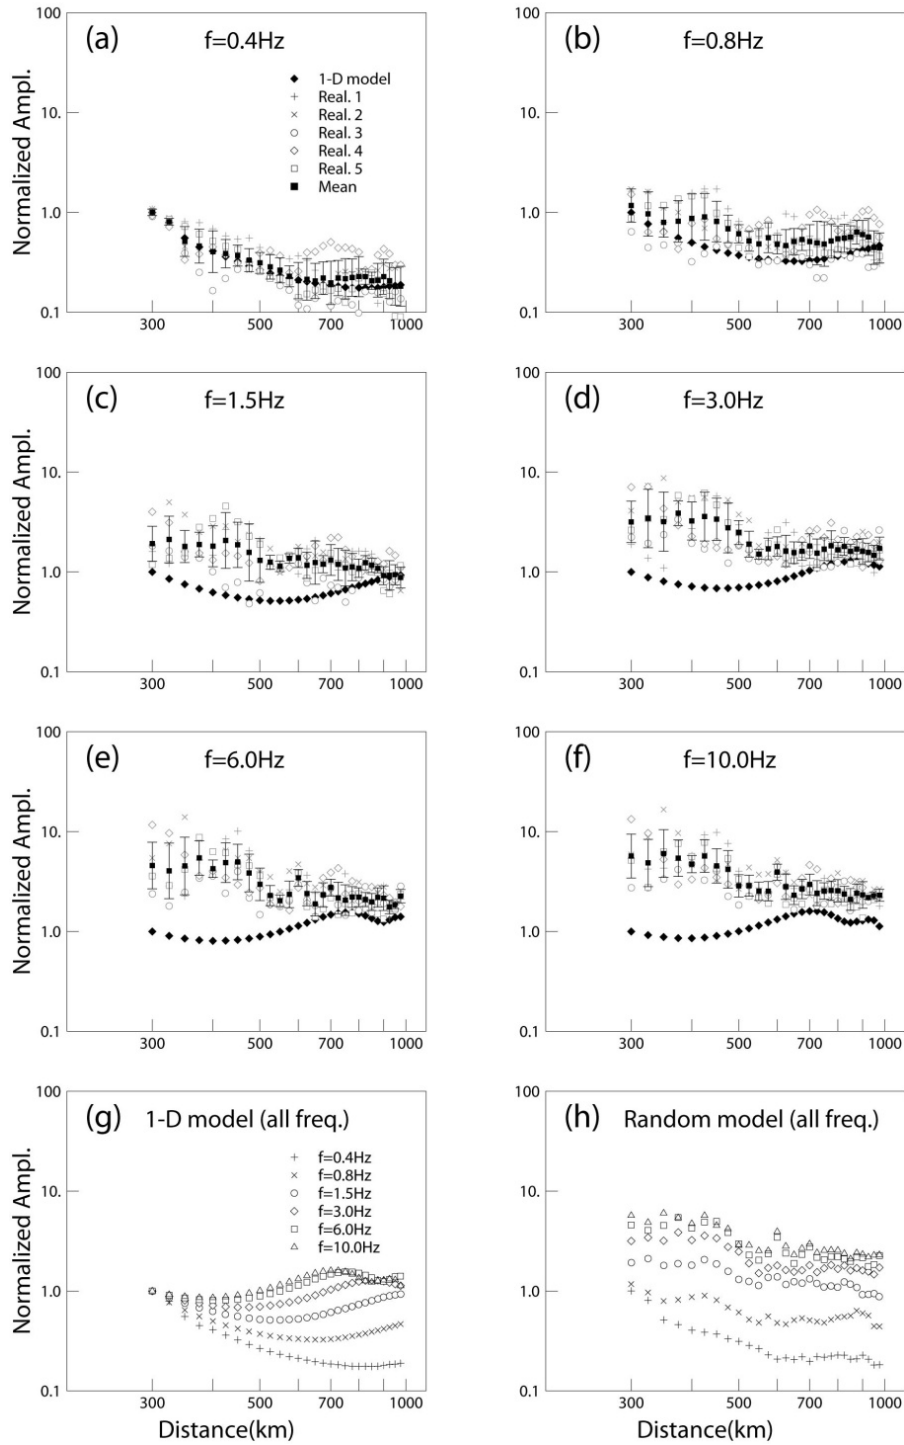 (a) f=0.4Hz
100
10.
1.0
0.1
Normalized Ampl.
1-D model
Real. 1
Real. 2
Real. 3
Real. 4
Real. 5
Mean
300 500 700 1000
(b) f=0.8Hz
100
10.
1.0
0.1
300 500 700 1000
(c) f=1.5Hz
100
10.
1.0
0.1
Normalized Ampl.
300 500 700 1000
(d) f=3.0Hz
100
10.
1.0
0.1
300 500 700 1000
(e) f=6.0Hz
100
10.
1.0
0.1
Normalized Ampl.
300 500 700 1000
(f) f=10.0Hz
100
10.
1.0
0.1
300 500 700 1000
(g) 1-D model (all freq.)
100
10.
1.0
0.1
Normalized Ampl.
f=0.4Hz
f=0.8Hz
f=1.5Hz
f=3.0Hz
f=6.0Hz
f=10.0Hz
300 500 700 1000
Distance(km)
(h) Random model (all freq.)
100
10.
1.0
0.1
300 500 700 1000
Distance(km)